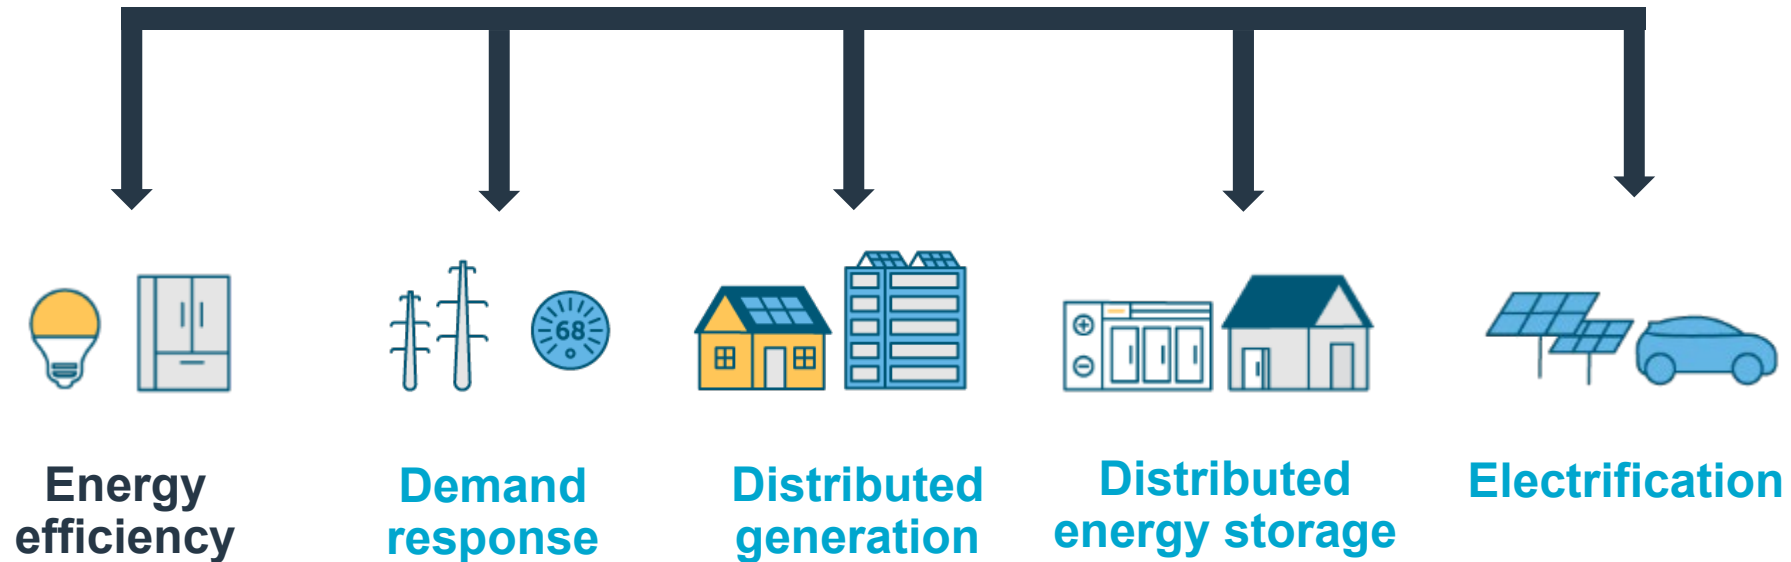 68
Energy
efficiency
Demand
response
Distributed
generation
Distributed
energy storage
Electrification